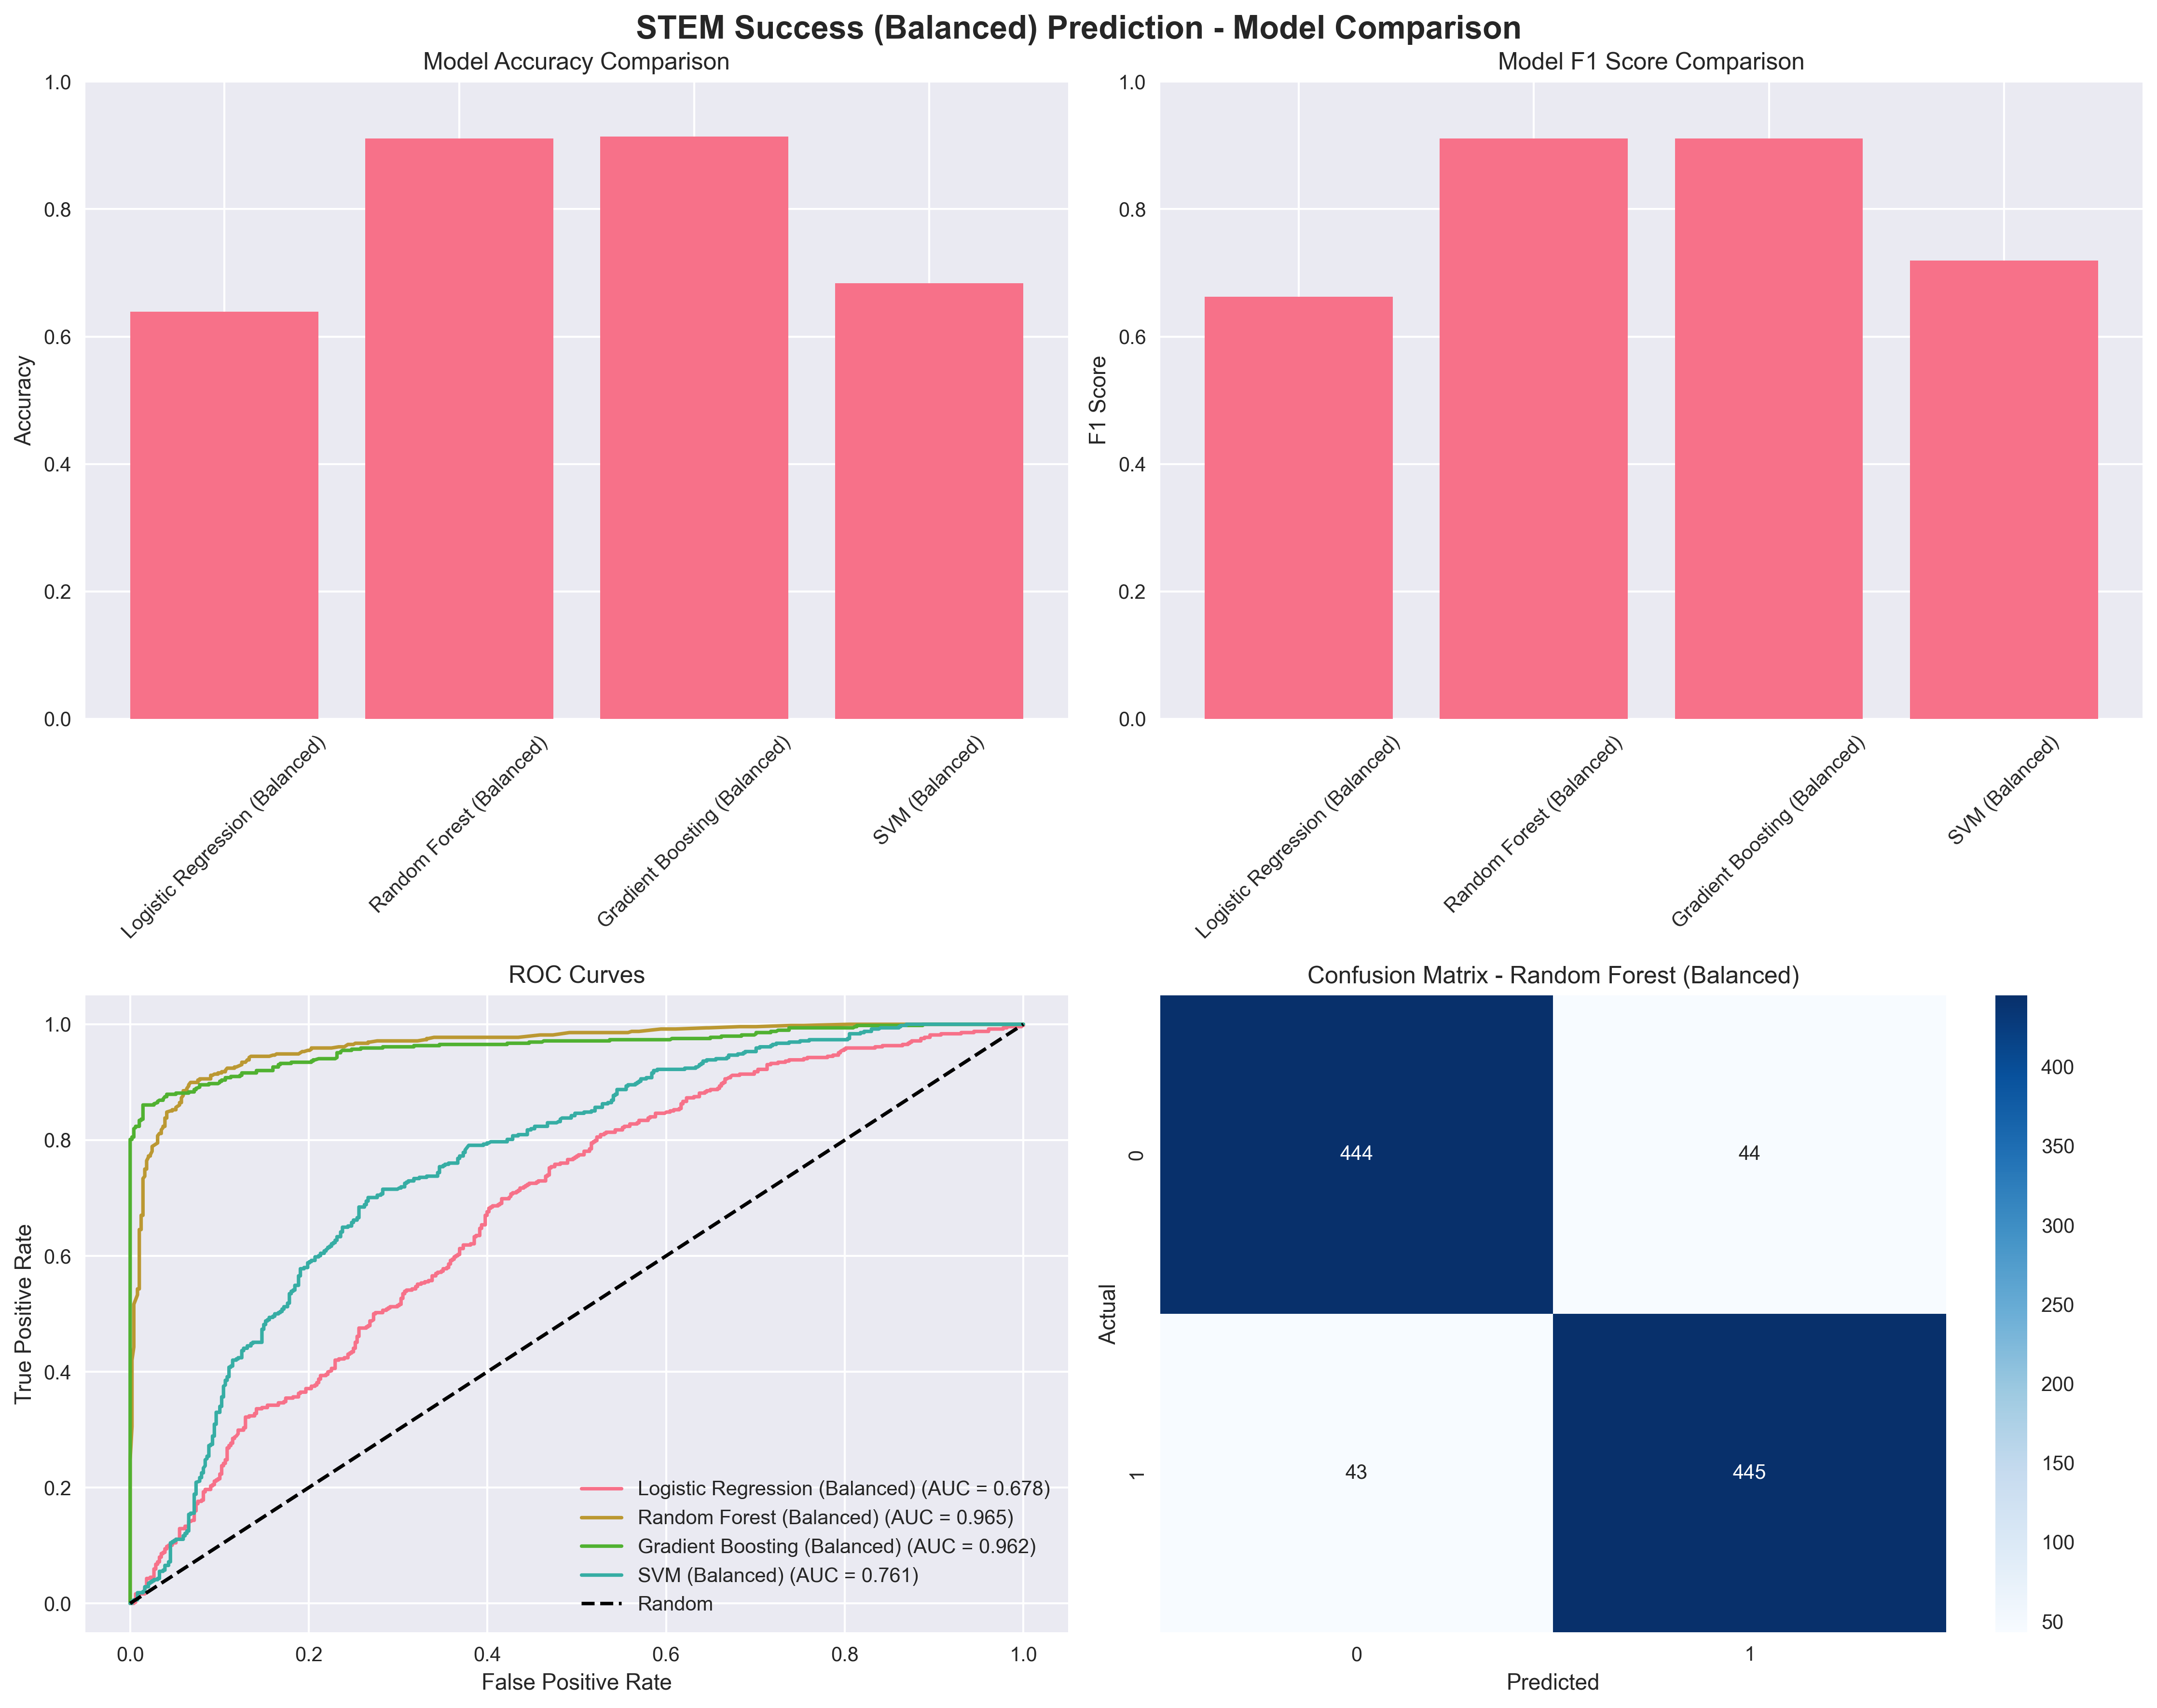 STEM Success (Balanced) Prediction - Model Comparison
Model Accuracy Comparison
1.0
0.8
0.6
0.4
0.2
0.0
Accuracy
Logistic Regression (Balanced)
Random Forest (Balanced)
Gradient Boosting (Balanced)
SVM (Balanced)
Model F1 Score Comparison
1.0
0.8
0.6
0.4
0.2
0.0
F1 Score
Logistic Regression (Balanced)
Random Forest (Balanced)
Gradient Boosting (Balanced)
SVM (Balanced)
ROC Curves
1.0
0.8
0.6
0.4
0.2
0.0
True Positive Rate
Logistic Regression (Balanced) (AUC = 0.678)
Random Forest (Balanced) (AUC = 0.965)
Gradient Boosting (Balanced) (AUC = 0.962)
SVM (Balanced) (AUC = 0.761)
Random
0.0 0.2 0.4 0.6 0.8 1.0
False Positive Rate
Confusion Matrix - Random Forest (Balanced)
0
444 44
Actual
1
43 445
0 1
Predicted
400
350
300
250
200
150
100
50